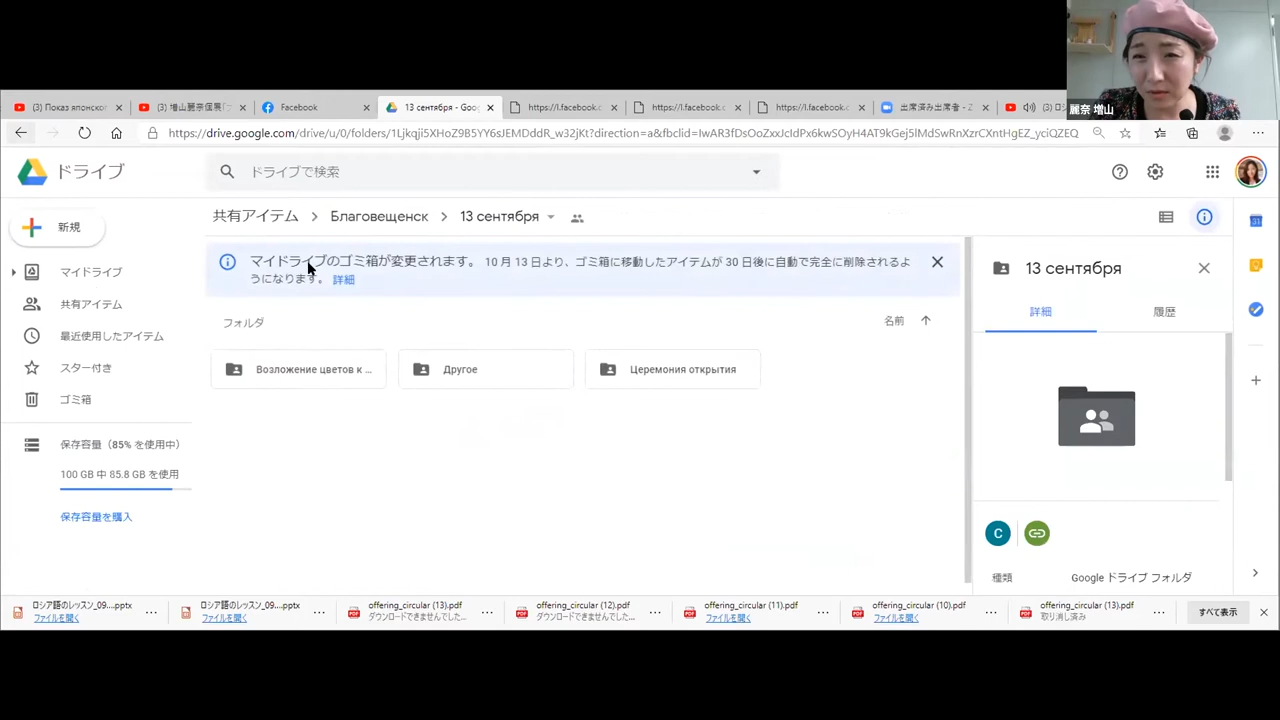 (3) Показ японског
(3) 増山麗奈個展「
Facebook
13 сентября - Goo
https://l.facebook.c
https://l.facebook.c
https://l.facebook.c
出席済み出席者 - Z
(3) ロシ
麗奈 増山
https://drive.google.com/drive/u/0/folders/1Ljkqji5XHoZ9B5YY6sJEMDddR_w32jKt?direction=a&fbclid=IwAR3fDsOoZxxJcIdPx6kwSOyH4AT9kGej5lMdSwRnXzrCXntHgEZ_yciQZEQ
ドライブ
ドライブで検索
新規
共有アイテム > Благовещенск > 13 сентября
マイドライブ
共有アイテム
最近使用したアイテム
スター付き
ゴミ箱
保存容量（85% を使用中）
100 GB 中 85.8 GB を使用
保存容量を購入
マイドライブのゴミ箱が変更されます。 10 月 13 日より、ゴミ箱に移動したアイテムが 30 日後に自動で完全に削除されるよ
うになります。 詳細
フォルダ
名前
Возложение цветов к ...
Другое
Церемония открытия
13 сентября
詳細
履歴
C
種類
Google ドライブ フォルダ
ロシア語のレッスン_09....pptx
ファイルを開く
ロシア語のレッスン_09....pptx
ファイルを開く
offering_circular (13).pdf
ダウンロードできませんでした...
offering_circular (12).pdf
ダウンロードできませんでした...
offering_circular (11).pdf
ファイルを開く
offering_circular (10).pdf
ファイルを開く
offering_circular (13).pdf
取り消し済み
すべて表示